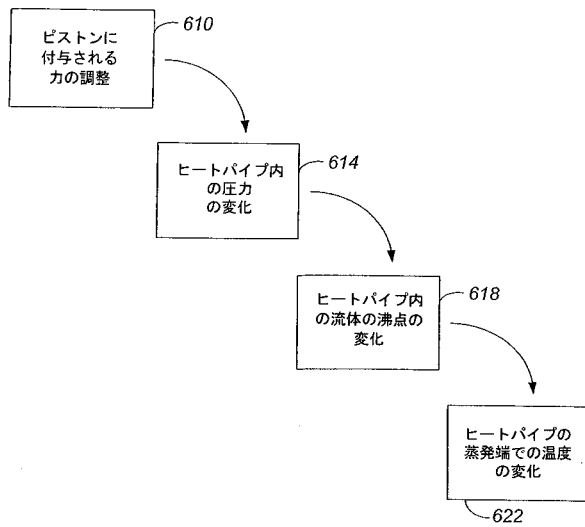 ピストンに
付与される
力の調整
610
ヒートパイプ内
の圧力
の変化
614
ヒートパイプ内
の流体の沸点の
変化
618
ヒートパイプの
蒸発端での温度
の変化
622